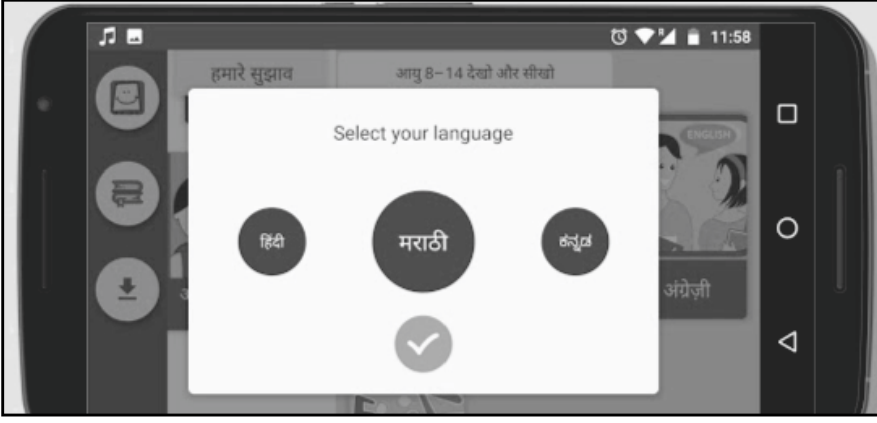 11:58
हमारे सुझाव
आयु 8–14 देखो और सीखो
Select your language
ENGLISH
हिंदी
मराठी
ಕನ್ನಡ
अंग्रेज़ी